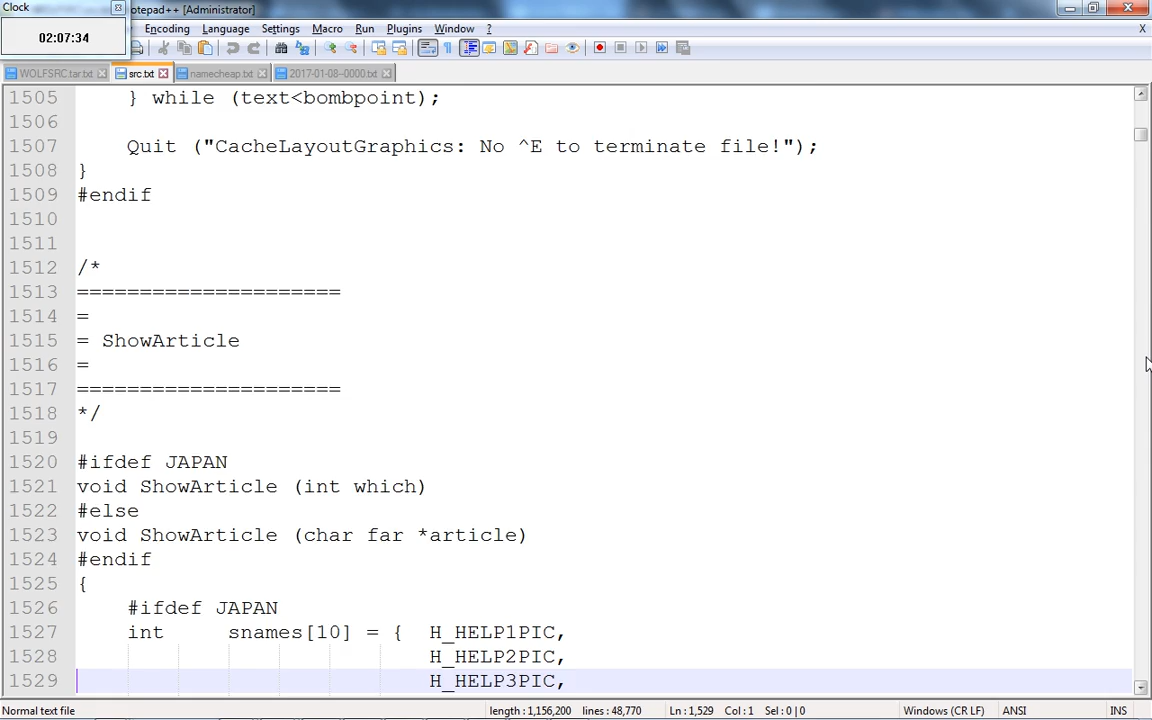 Clock
02:07:34
otepad++ [Administrator]
Encoding Language Settings Macro Run Plugins Window ? X
WOLFSRC.tar.txt src.txt namecheap.txt 2017-01-08--0000.txt
1505 } while (text<bombpoint);
1506
1507 Quit ("CacheLayoutGraphics: No ^E to terminate file!");
1508 }
1509 #endif
1510
1511
1512 /*
1513 =====================
1514 =
1515 = ShowArticle
1516 =
1517 =====================
1518 */
1519
1520 #ifdef JAPAN
1521 void ShowArticle (int which)
1522 #else
1523 void ShowArticle (char far *article)
1524 #endif
1525 {
1526 #ifdef JAPAN
1527 int snames[10] = { H_HELP1PIC,
1528 H_HELP2PIC,
1529 H_HELP3PIC,
Normal text file length : 1,156,200 lines : 48,770 Ln : 1,529 Col : 1 Sel : 0 | 0 Windows (CR LF) ANSI INS